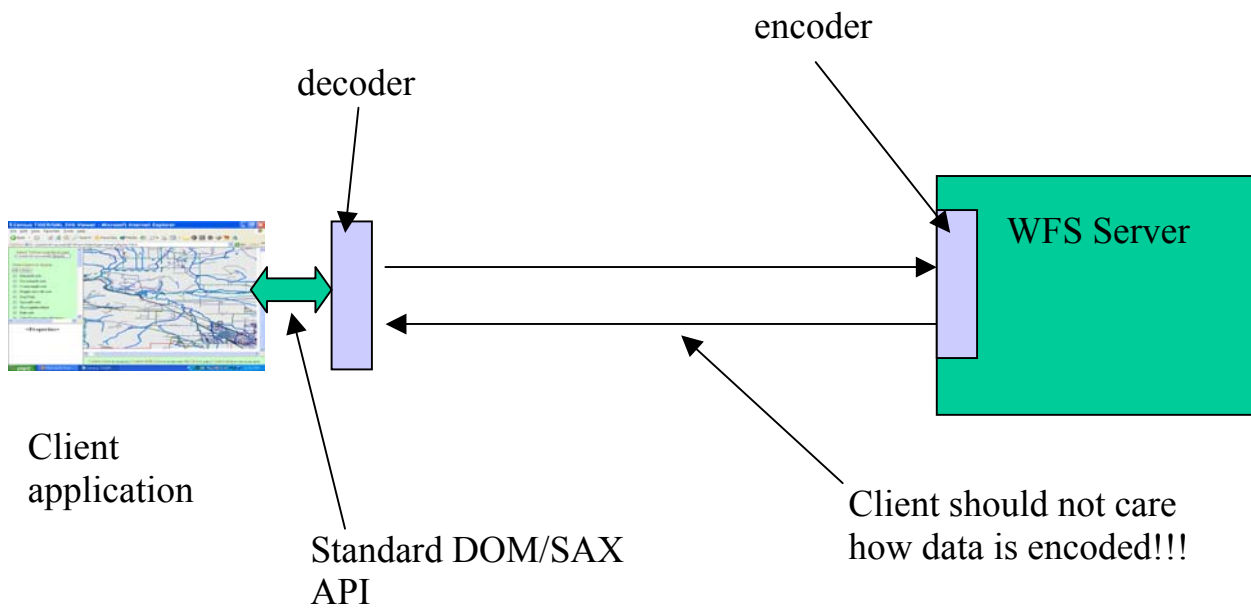 encoder
decoder
WFS Server
Client
application
Standard DOM/SAX
API
Client should not care
how data is encoded!!!